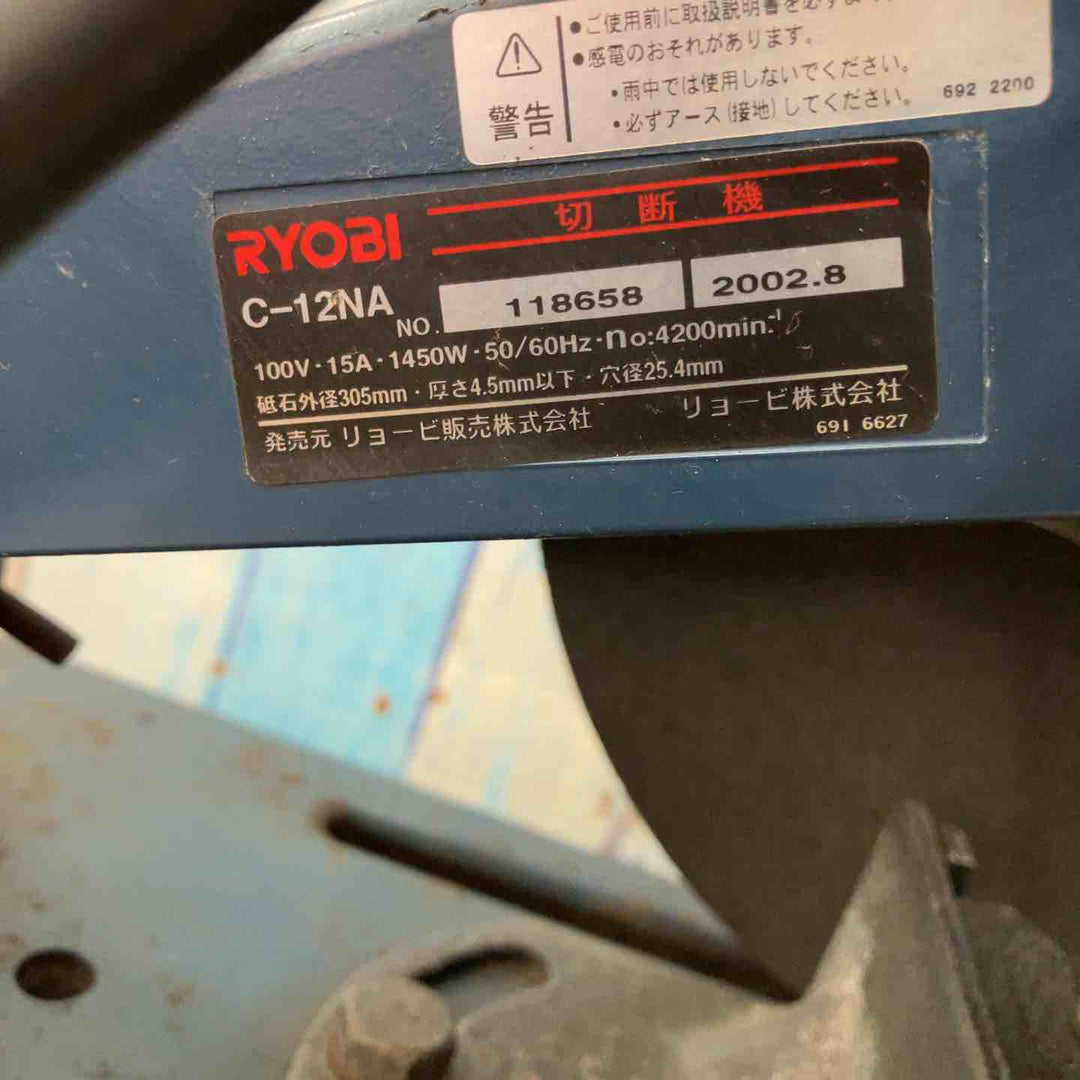 ●ご使用前に取扱説明書を必ず
●感電のおそれがあります。
・雨中では使用しないでください。
・必ずアース(接地)してください。
警告
692 2200
RYOBI 切断機
C-12NA NO. 118658 2002.8
100V・15A・1450W・50/60Hz・no:4200min.⁻¹
砥石外径305mm・厚さ4.5mm以下・穴径25.4mm
発売元 リョービ販売株式会社 リョービ株式会社
691 6627